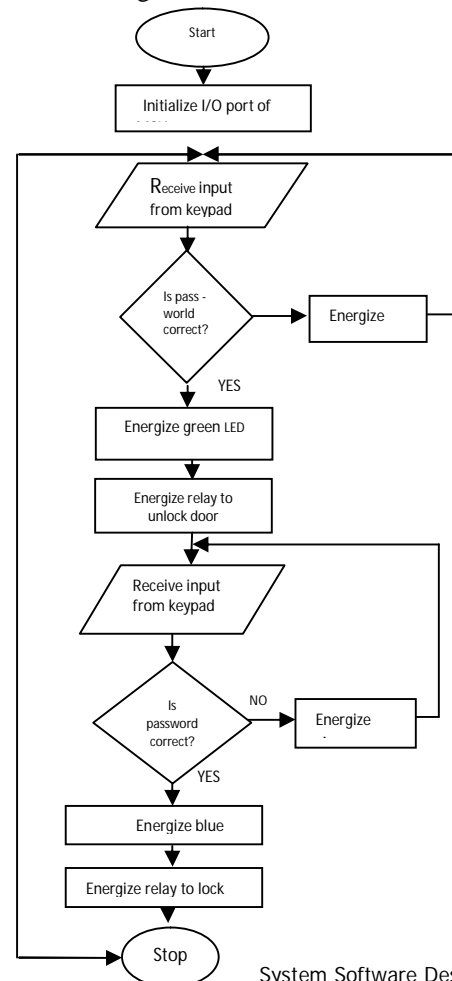 Start
Initialize I/O port of
Receive input
from keypad
Is pass -
world
correct?
Energize
YES
Energize green LED
Energize relay to
unlock door
Receive input
from keypad
Is
password
correct?
NO
Energize
YES
Energize blue
Energize relay to lock
Stop
System Software Des